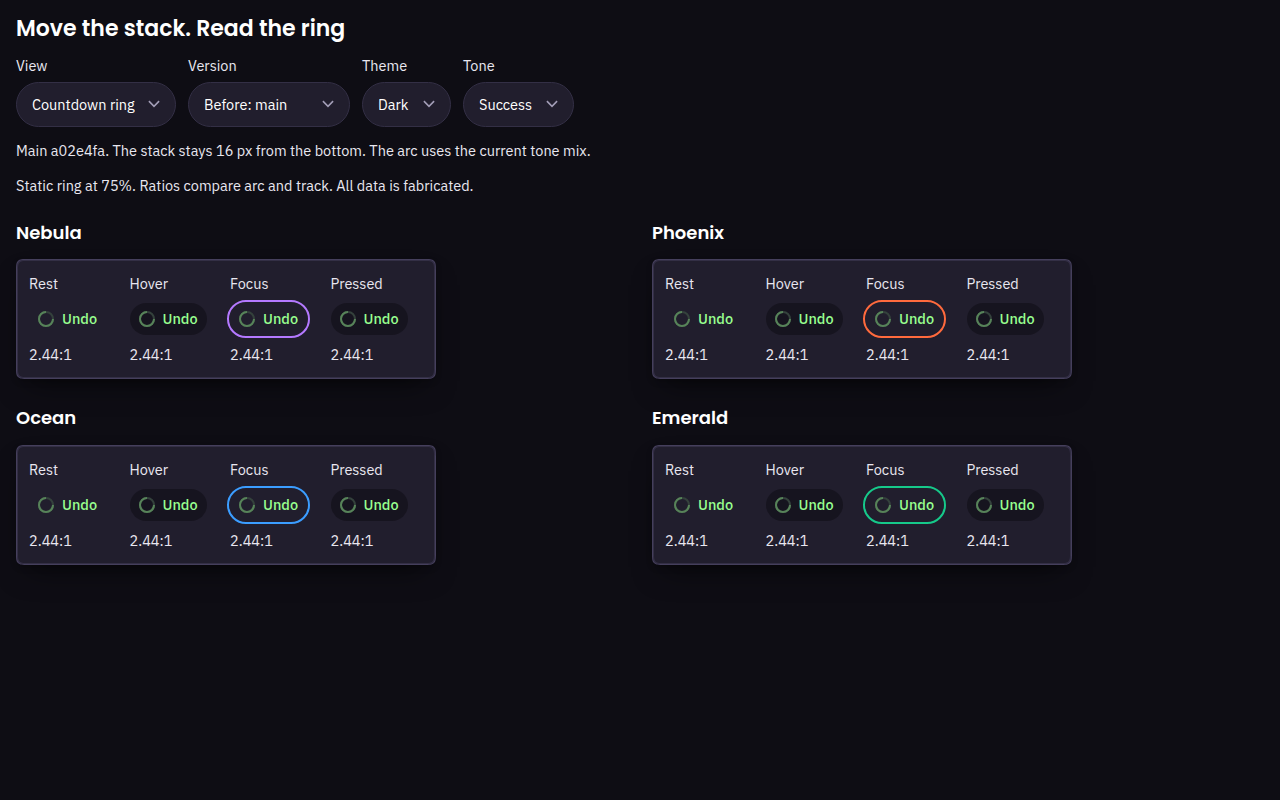 Move the stack. Read the ring
View Version Theme Tone
Countdown ring Before: main Dark Success
Main a02e4fa. The stack stays 16 px from the bottom. The arc uses the current tone mix.
Static ring at 75%. Ratios compare arc and track. All data is fabricated.
Nebula
Rest Hover Focus Pressed
Undo Undo Undo Undo
2.44:1 2.44:1 2.44:1 2.44:1
Phoenix
Rest Hover Focus Pressed
Undo Undo Undo Undo
2.44:1 2.44:1 2.44:1 2.44:1
Ocean
Rest Hover Focus Pressed
Undo Undo Undo Undo
2.44:1 2.44:1 2.44:1 2.44:1
Emerald
Rest Hover Focus Pressed
Undo Undo Undo Undo
2.44:1 2.44:1 2.44:1 2.44:1